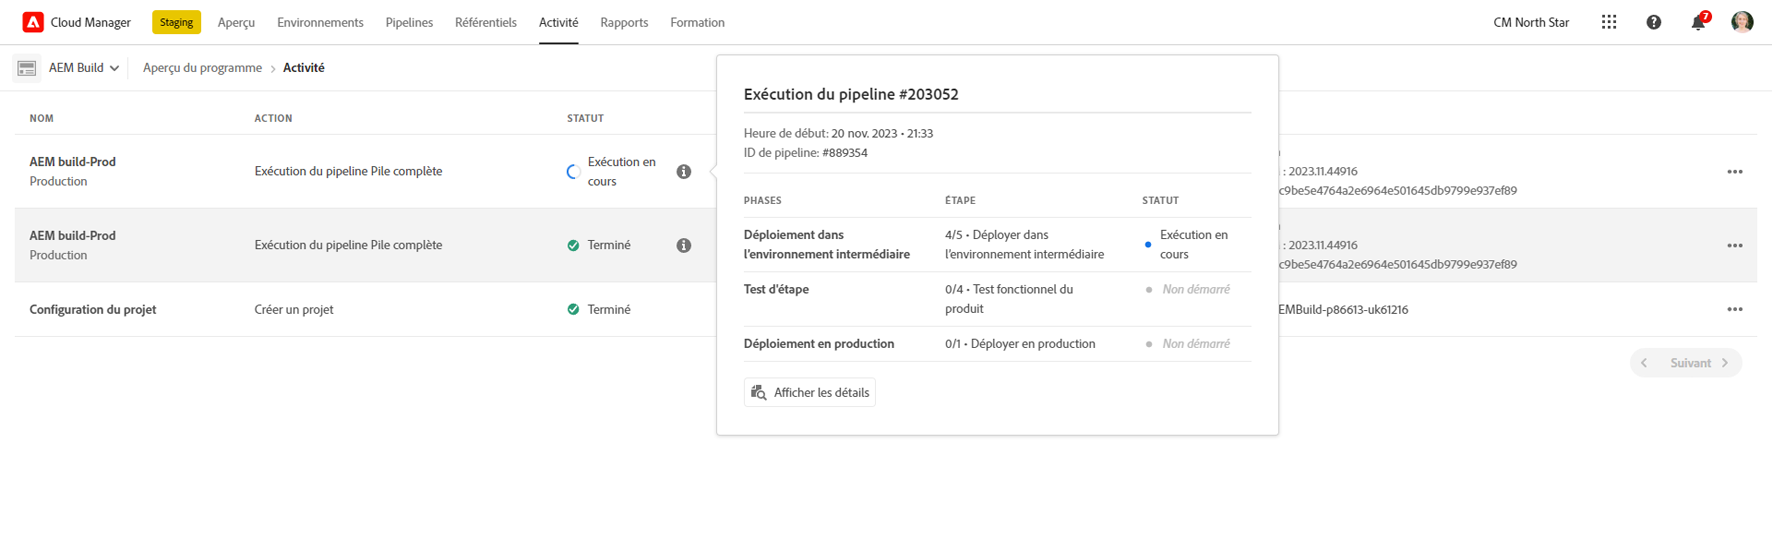 Cloud Manager Staging Aperçu Environnements Pipelines Référentiels Activité Rapports Formation CM North Star 7
AEM Build Aperçu du programme Activité
NOM ACTION STATUT
AEM build-Prod
Production
Exécution du pipeline Pile complète
Exécution en
cours
: 2023.11.44916
c9be5e4764a2e6964e501645db9799e937ef89
AEM build-Prod
Production
Exécution du pipeline Pile complète
Terminé
: 2023.11.44916
c9be5e4764a2e6964e501645db9799e937ef89
Configuration du projet
Créer un projet
Terminé
EMBuild-p86613-uk61216
Suivant
Exécution du pipeline #203052
Heure de début: 20 nov. 2023 • 21:33
ID de pipeline: #889354
PHASES ÉTAPE STATUT
Déploiement dans
l'environnement intermédiaire
4/5 • Déployer dans
l'environnement intermédiaire
Exécution en
cours
Test d'étape
0/4 • Test fonctionnel du
produit
Non démarré
Déploiement en production
0/1 • Déployer en production
Non démarré
Afficher les détails